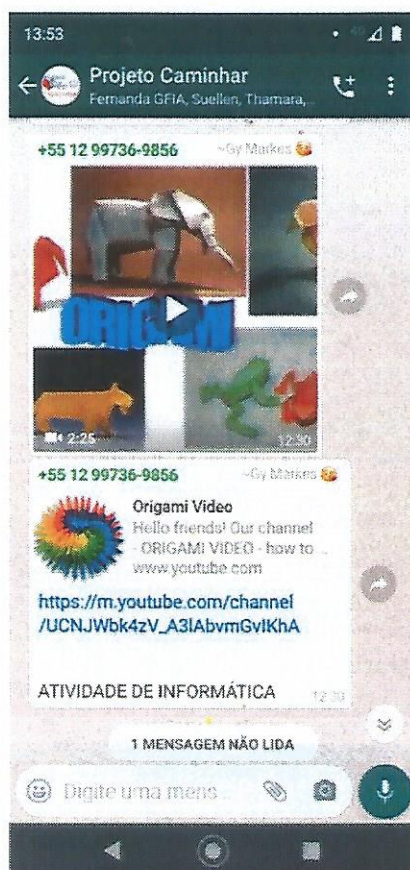 13:53
Projeto Caminhar
Fernanda GFIA, Suellen, Thamara,...
+55 12 99736-9856 ~Gy Markes
ORIGAMI
2:25 12:30
+55 12 99736-9856 ~Gy Markes
Origami Video
Hello friends! Our channel
- ORIGAMI VIDEO - how to ...
www.youtube.com
https://m.youtube.com/channel
/UCNJWbk4zV_A3IAbvmGvIKhA
ATIVIDADE DE INFORMÁTICA 12:30
1 MENSAGEM NÃO LIDA
Digite uma mens...